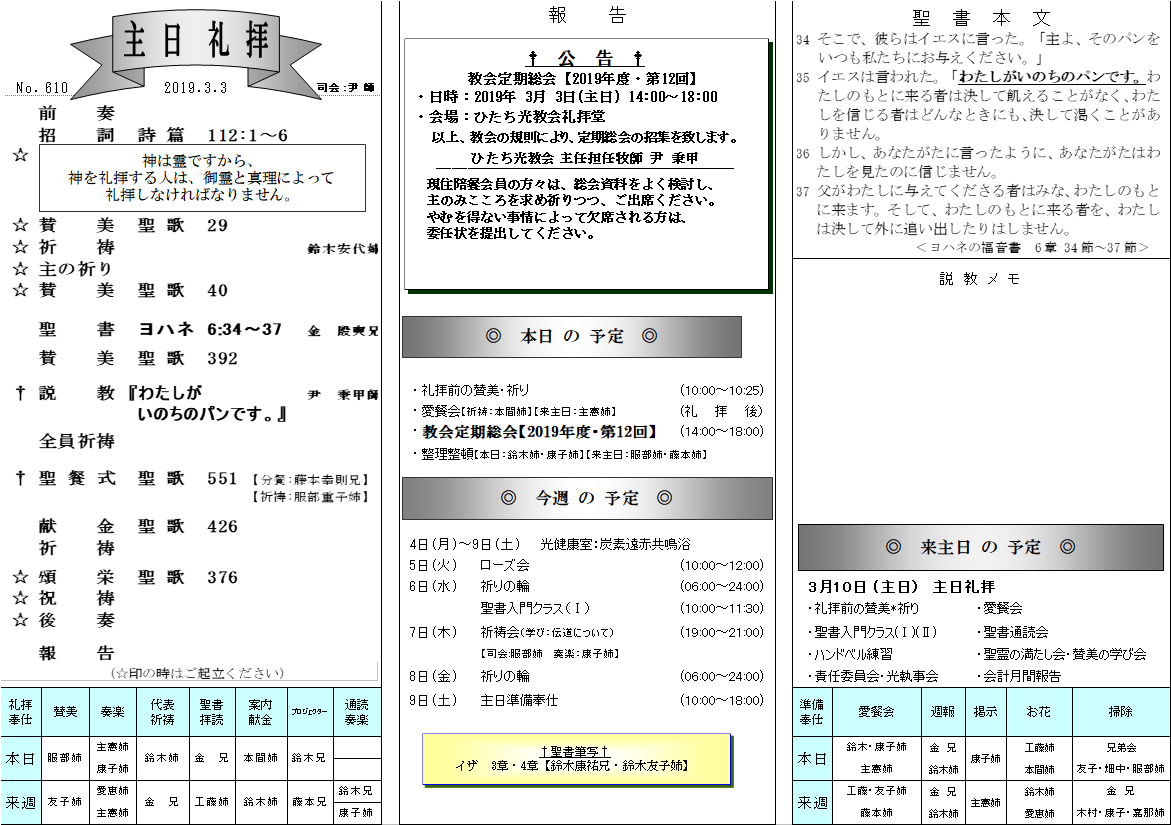 主日礼拝
No. 610
2019.3.3
司会:尹 師
前　　奏
招　　詞　詩 篇　112:1～6
☆
神は霊ですから、
神を礼拝する人は、御霊と真理によって
礼拝しなければなりません。
☆ 賛　　美　聖 歌　29
☆ 祈　　祷　鈴木安代姉
☆ 主の祈り
☆ 賛　　美　聖 歌　40
聖　　書　ヨハネ 6:34～37　金 殷奭兄
賛　　美　聖 歌　392
† 説　　教　『わたしが　尹 秉甲師
いのちのパンです。』
全員祈祷
† 聖 餐 式　聖 歌　551　【分餐:藤本幸則兄】
【祈祷:服部重子姉】
献　　金　聖 歌　426
祈　　祷
☆ 頌　　栄　聖 歌　376
☆ 祝　　祷
☆ 後　　奏
報　　告
(☆印の時はご起立ください)
礼拝奉仕　賛美　奏楽　代表祈祷　聖書拝読　案内献金　プロジェクター　通読奏楽
本日　服部姉　主憲姉　康子姉　鈴木姉　金　兄　本間姉　鈴木兄
来週　友子姉　愛恵姉　主憲姉　金　兄　工藤姉　鈴木姉　藤本兄　鈴木兄　康子姉
報　　告
† 公 告 †
教会定期総会【2019年度・第12回】
・日時：2019年 3月 3日(主日) 14:00～18:00
・会場：ひたち光教会礼拝堂
以上、教会の規則により、定期総会の招集を致します。
ひたち光教会 主任担任牧師 尹 秉甲
現住陪餐会員の方々は、総会資料をよく検討し、
主のみこころを求め祈りつつ、ご出席ください。
やむを得ない事情によって欠席される方は、
委任状を提出してください。
◎　本日 の 予定　◎
・礼拝前の賛美・祈り　(10:00～10:25)
・愛餐会【祈祷:本間姉】【来主日:主憲姉】　(礼　拝　後)
・教会定期総会【2019年度・第12回】　(14:00～18:00)
・整理整頓【本日:鈴木姉・康子姉】【来主日:服部姉・藤本姉】
◎　今週 の 予定　◎
4日(月)～9日(土)　光健康室:炭素遠赤共鳴浴
5日(火)　ローズ会　(10:00～12:00)
6日(水)　祈りの輪　(06:00～24:00)
聖書入門クラス(Ⅰ)　(10:00～11:30)
7日(木)　祈祷会(学び:伝道について)　(19:00～21:00)
【司会:服部姉　奏楽:康子姉】
8日(金)　祈りの輪　(06:00～24:00)
9日(土)　主日準備奉仕　(10:00～18:00)
†聖書筆写†
イザ　3章・4章【鈴木康祐兄・鈴木友子姉】
聖 書 本 文
34 そこで、彼らはイエスに言った。「主よ、そのパンを
いつも私たちにお与えください。」
35 イエスは言われた。「わたしがいのちのパンです。わ
たしのもとに来る者は決して飢えることがなく、わた
しを信じる者はどんなときにも、決して渇くことがあ
りません。
36 しかし、あなたがたに言ったように、あなたがたはわ
たしを見たのに信じません。
37 父がわたしに与えてくださる者はみな、わたしのもと
に来ます。そして、わたしのもとに来る者を、わたし
は決して外に追い出したりはしません。
＜ヨハネの福音書　6章 34節～37節＞
説 教 メ モ
◎　来主日 の 予定　◎
3月10日(主日)　主日礼拝
・礼拝前の賛美*祈り　・愛餐会
・聖書入門クラス(Ⅰ)(Ⅱ)　・聖書通読会
・ハンドベル練習　・聖霊の満たし会・賛美の学び会
・責任委員会・光執事会　・会計月間報告
準備奉仕　愛餐会　週報　掲示　お花　掃除
本日　鈴木・康子姉　主憲姉　金　兄　鈴木姉　康子姉　工藤姉　本間姉　兄弟会　友子・畑中・服部姉
来週　工藤・友子姉　藤本姉　金　兄　鈴木姉　主憲姉　鈴木姉　愛恵姉　金　兄　木村・康子・嘉那姉